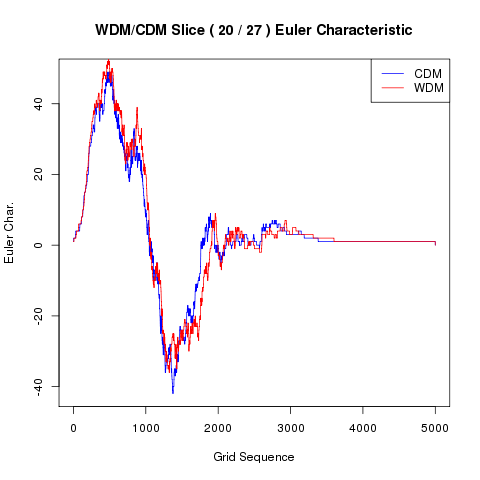 WDM/CDM Slice ( 20 / 27 ) Euler Characteristic
CDM
WDM
Euler Char.
40
20
0
-20
-40
0 1000 2000 3000 4000 5000
Grid Sequence